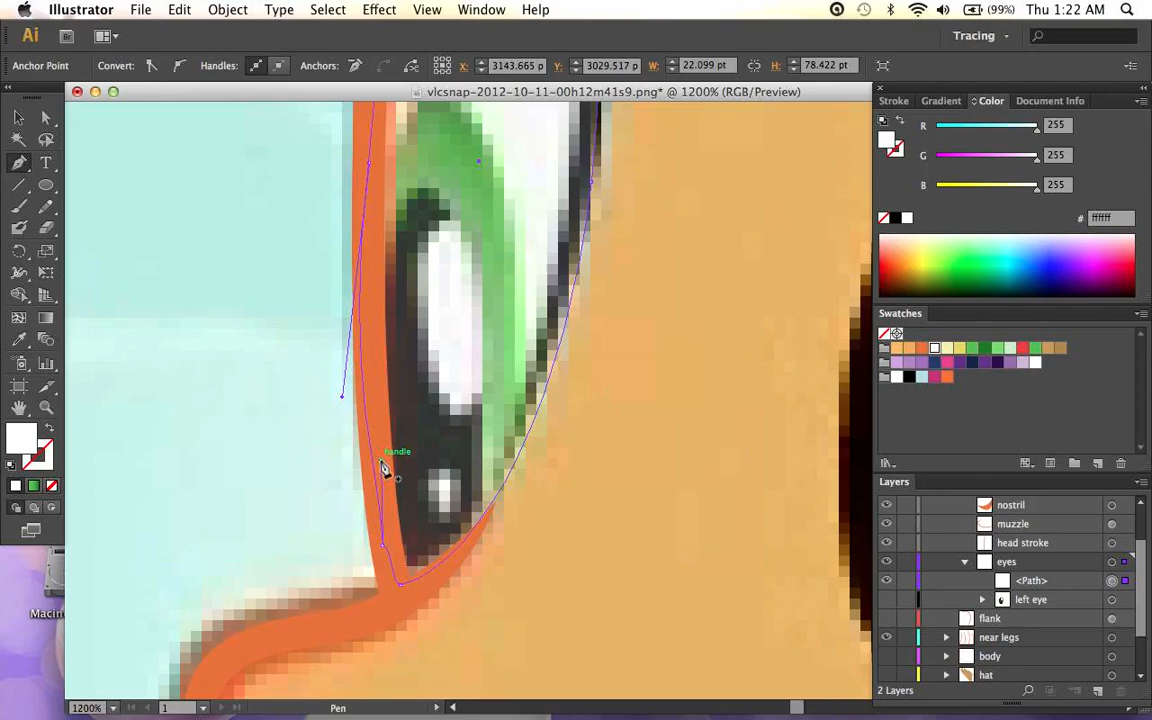 Illustrator File Edit Object Type Select Effect View Window Help (99%) Thu 1:22 AM
Ai Br Tracing
Anchor Point Convert: Handles: Anchors: X: 3143.665 p Y: 3029.517 p W: 22.099 pt H: 78.422 pt
vlcsnap-2012-10-11-00h12m41s9.png* @ 1200% (RGB/Preview)
Stroke Gradient Color Document Info
R 255
G 255
B 255
# ffffff
Swatches
T
handle
Layers
nostril
muzzle
head stroke
eyes
<Path>
left eye
flank
near legs
body
hat
2 Layers
Macin
1200% 1 Pen